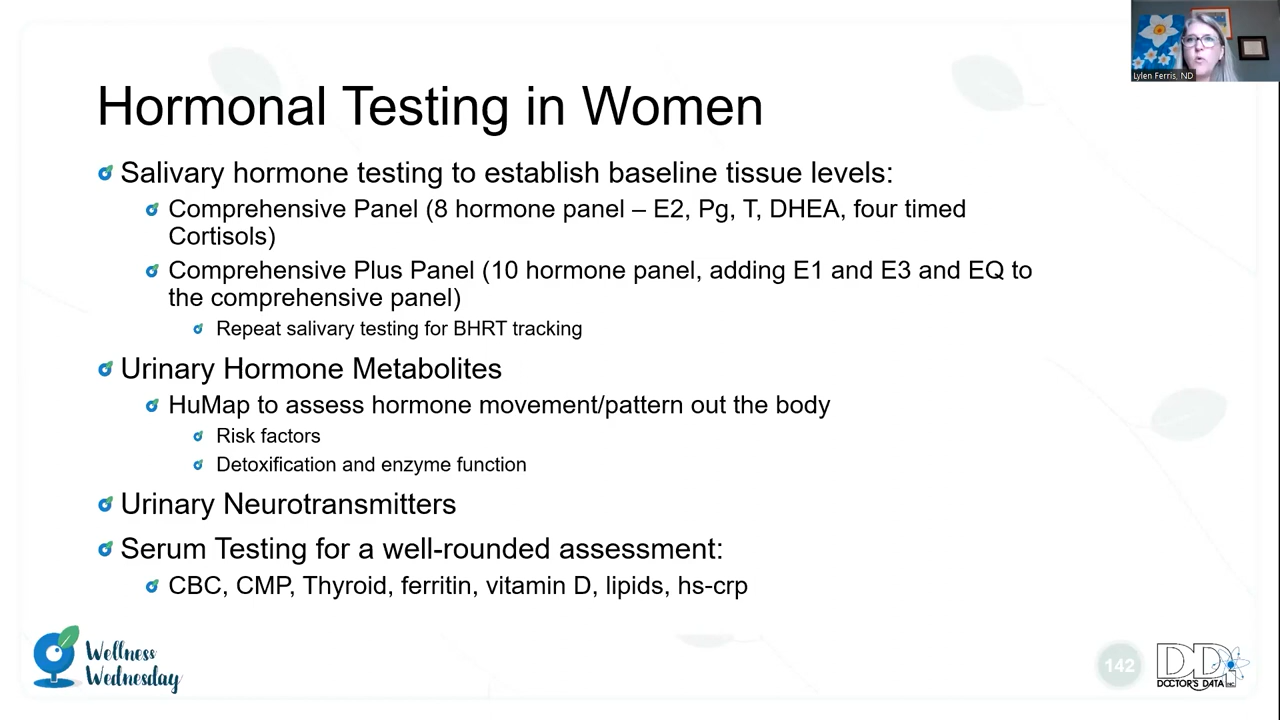 Lylen Ferris, ND
Hormonal Testing in Women
Salivary hormone testing to establish baseline tissue levels:
Comprehensive Panel (8 hormone panel – E2, Pg, T, DHEA, four timed
Cortisols)
Comprehensive Plus Panel (10 hormone panel, adding E1 and E3 and EQ to
the comprehensive panel)
Repeat salivary testing for BHRT tracking
Urinary Hormone Metabolites
HuMap to assess hormone movement/pattern out the body
Risk factors
Detoxification and enzyme function
Urinary Neurotransmitters
Serum Testing for a well-rounded assessment:
CBC, CMP, Thyroid, ferritin, vitamin D, lipids, hs-crp
Wellness
Wednesday
142
DDI
DOCTOR'S DATA INC.